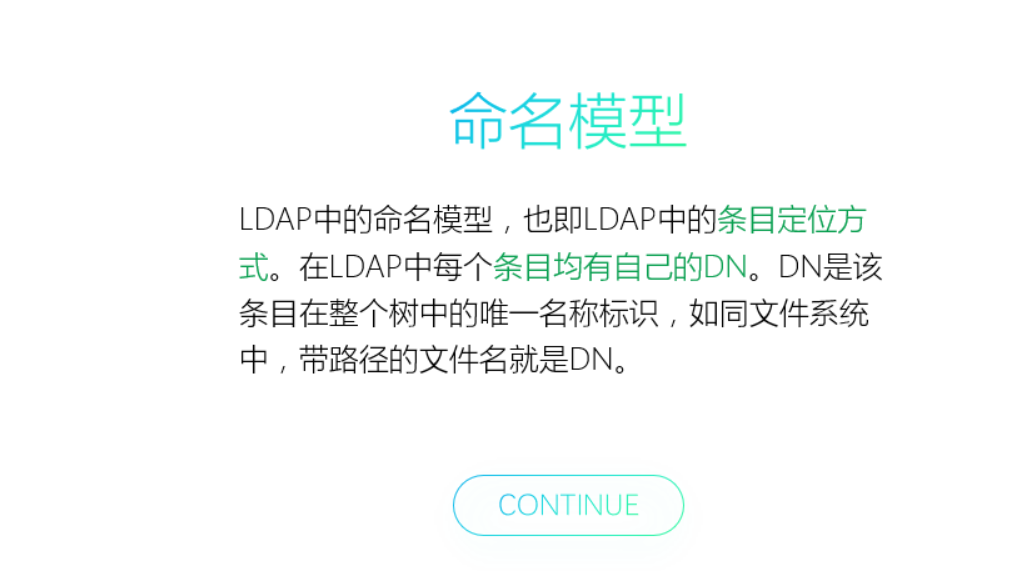 命名模型
LDAP中的命名模型，也即LDAP中的条目定位方
式。在LDAP中每个条目均有自己的DN。DN是该
条目在整个树中的唯一名称标识，如同文件系统
中，带路径的文件名就是DN。
CONTINUE